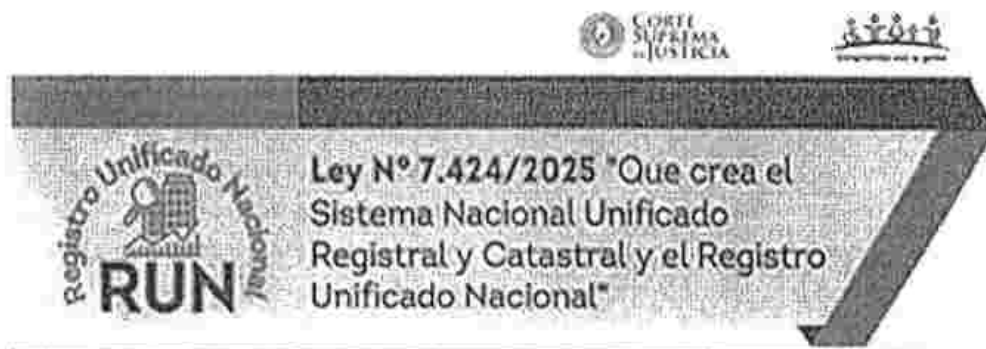 CORTE
SUPREMA
DE JUSTICIA
Registro Unificado Nacional
RUN
Ley N° 7.424/2025 "Que crea el
Sistema Nacional Unificado
Registral y Catastral y el Registro
Unificado Nacional"